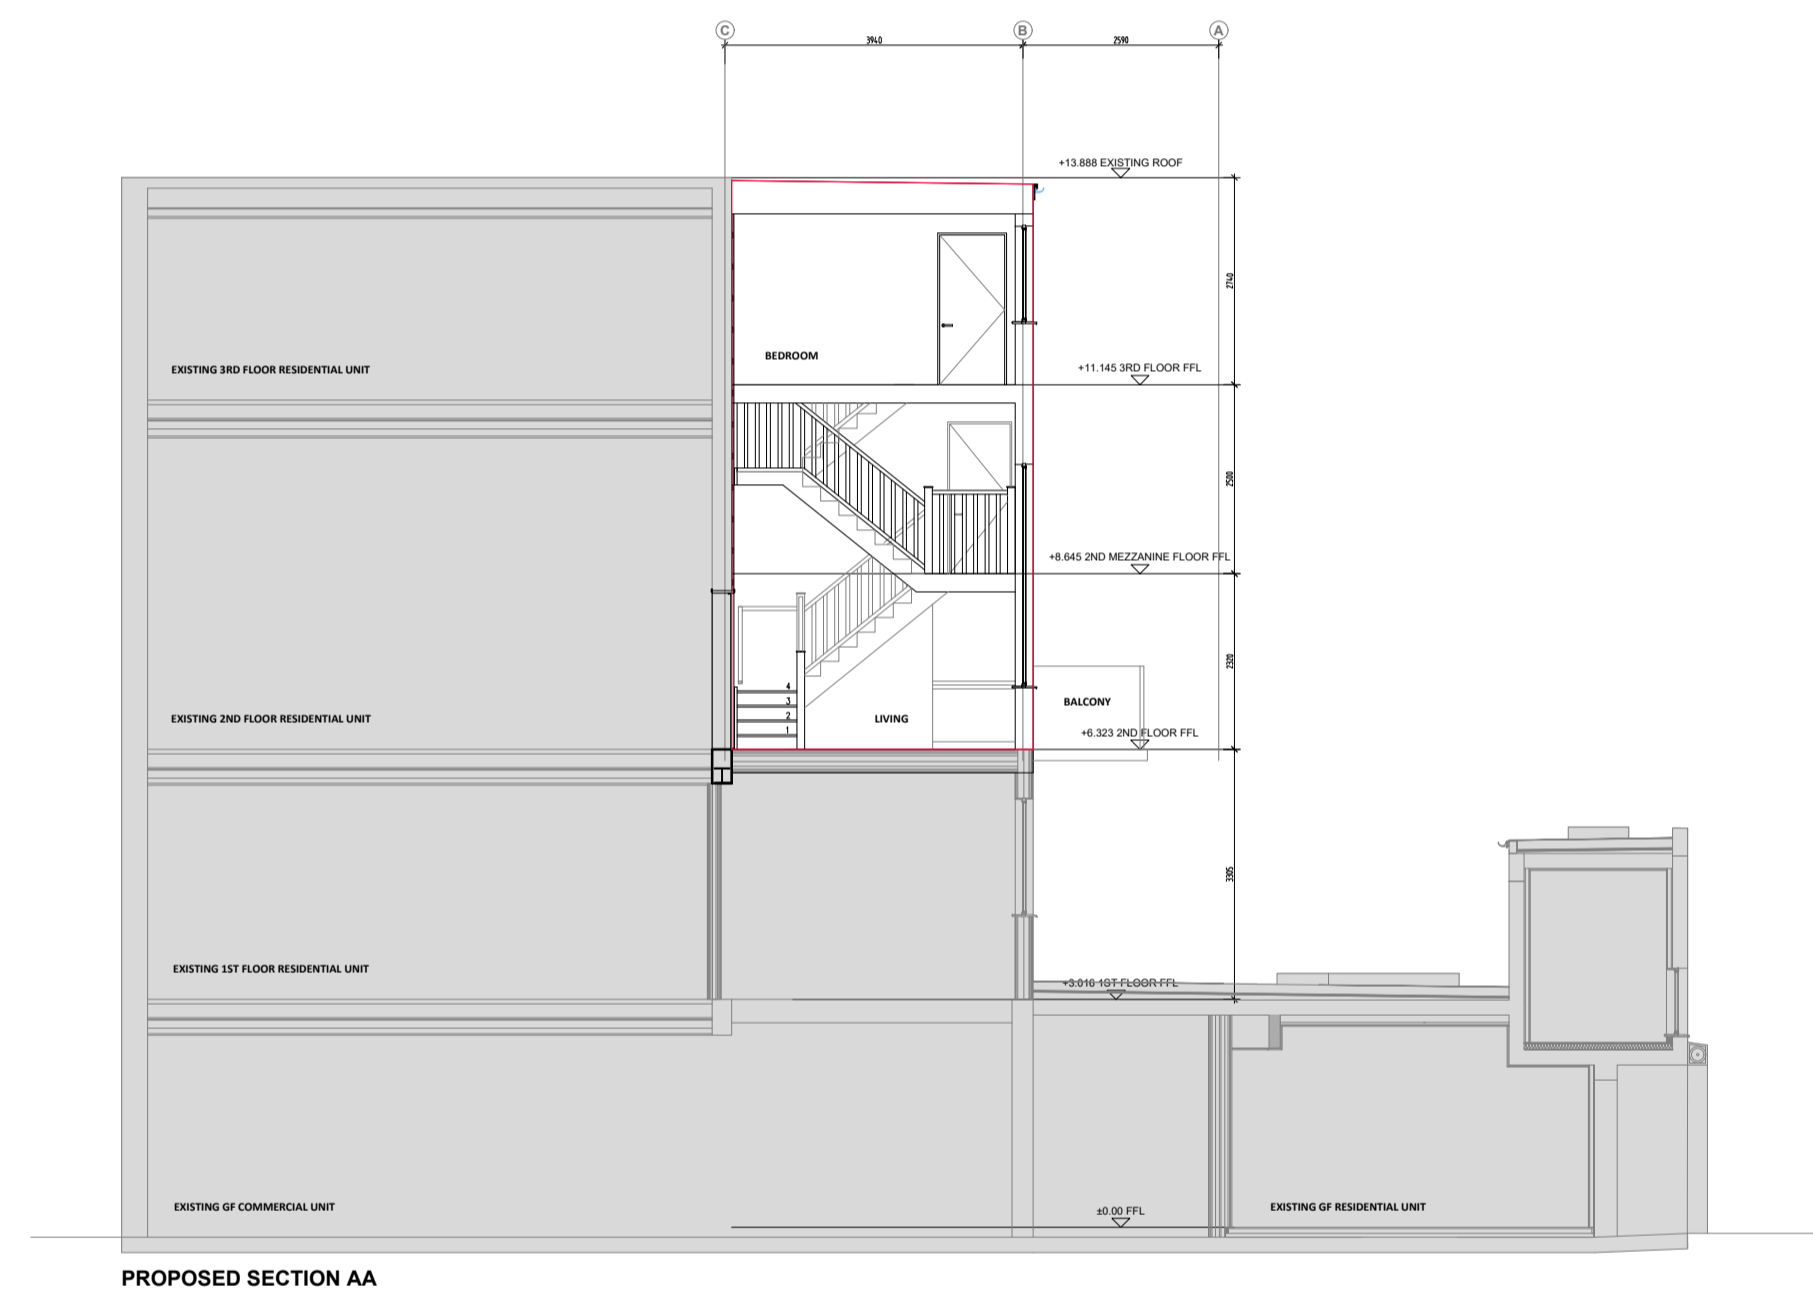 C
B
A
3940
2590
+13.888 EXISTING ROOF
2740
BEDROOM
EXISTING 3RD FLOOR RESIDENTIAL UNIT
+11.145 3RD FLOOR FFL
2500
+8.645 2ND MEZZANINE FLOOR FFL
2320
4
3
2
1
BALCONY
EXISTING 2ND FLOOR RESIDENTIAL UNIT
LIVING
+6.323 2ND FLOOR FFL
3305
EXISTING 1ST FLOOR RESIDENTIAL UNIT
+3.016 1ST FLOOR FFL
EXISTING GF COMMERCIAL UNIT
±0.00 FFL
EXISTING GF RESIDENTIAL UNIT
PROPOSED SECTION AA